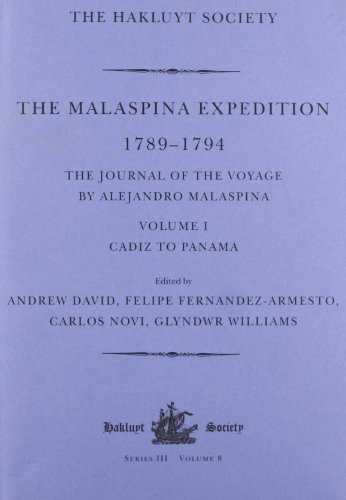 THE HAKLUYT SOCIETY
THE MALASPINA EXPEDITION
1789–1794
THE JOURNAL OF THE VOYAGE
BY ALEJANDRO MALASPINA
VOLUME I
CADIZ TO PANAMA
Edited by
ANDREW DAVID, FELIPE FERNANDEZ-ARMESTO,
CARLOS NOVI, GLYNDWR WILLIAMS
Hakluyt Society
SERIES III VOLUME 8